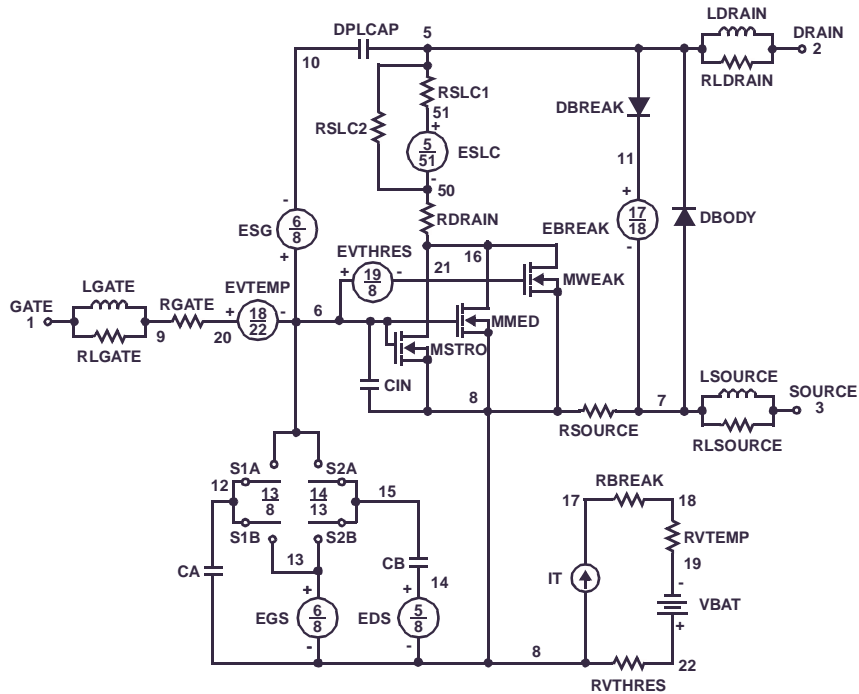 LDRAIN
DPLCAP
5
DRAIN
2
10
RLDRAIN
RSLC1
51
+
RSLC2
5
51
ESLC
-
50
DBREAK
11
-
6
8
ESG
+
RDRAIN
+
17
18
EBREAK
-
DBODY
EVTHRES
+
19
8
-
16
21
MWEAK
LGATE
GATE
1
RLGATE
9
RGATE
20
EVTEMP
+
18
22
-
6
MMED
MSTRO
CIN
8
RSOURCE
7
LSOURCE
SOURCE
3
RLSOURCE
S1A
S2A
12
13
8
14
13
15
S1B
S2B
13
CA
CB
14
+
EGS
6
8
-
+
EDS
5
8
-
RBREAK
17
18
RVTEMP
19
IT
-
VBAT
+
8
22
RVTHRES